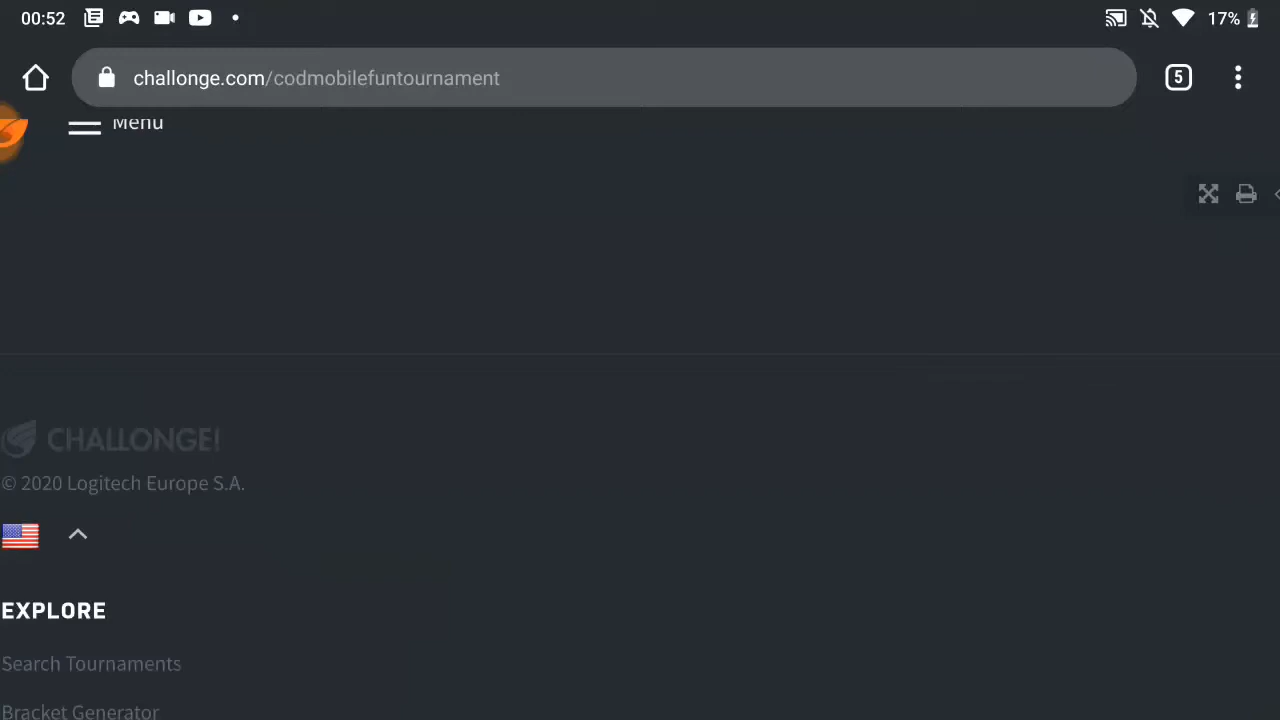 00:52
17%
challonge.com/codmobilefuntournament
5
Menu
CHALLONGE!
© 2020 Logitech Europe S.A.
EXPLORE
Search Tournaments
Bracket Generator